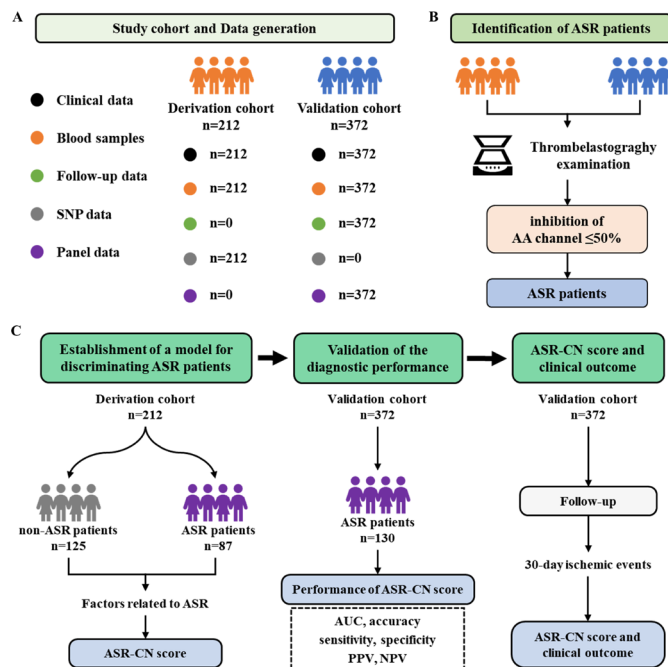 A
Study cohort and Data generation
Clinical data
Blood samples
Follow-up data
SNP data
Panel data
Derivation cohort
n=212
Validation cohort
n=372
n=212
n=372
n=212
n=372
n=0
n=372
n=212
n=0
n=0
n=372
B
Identification of ASR patients
Thrombelastograghy
examination
inhibition of
AA channel ≤50%
ASR patients
C
Establishment of a model for
discriminating ASR patients
Derivation cohort
n=212
non-ASR patients
n=125
ASR patients
n=87
Factors related to ASR
ASR-CN score
Validation of the
diagnostic performance
Validation cohort
n=372
ASR patients
n=130
Performance of ASR-CN score
AUC, accuracy
sensitivity, specificity
PPV, NPV
ASR-CN score and
clinical outcome
Validation cohort
n=372
Follow-up
30-day ischemic events
ASR-CN score and
clinical outcome